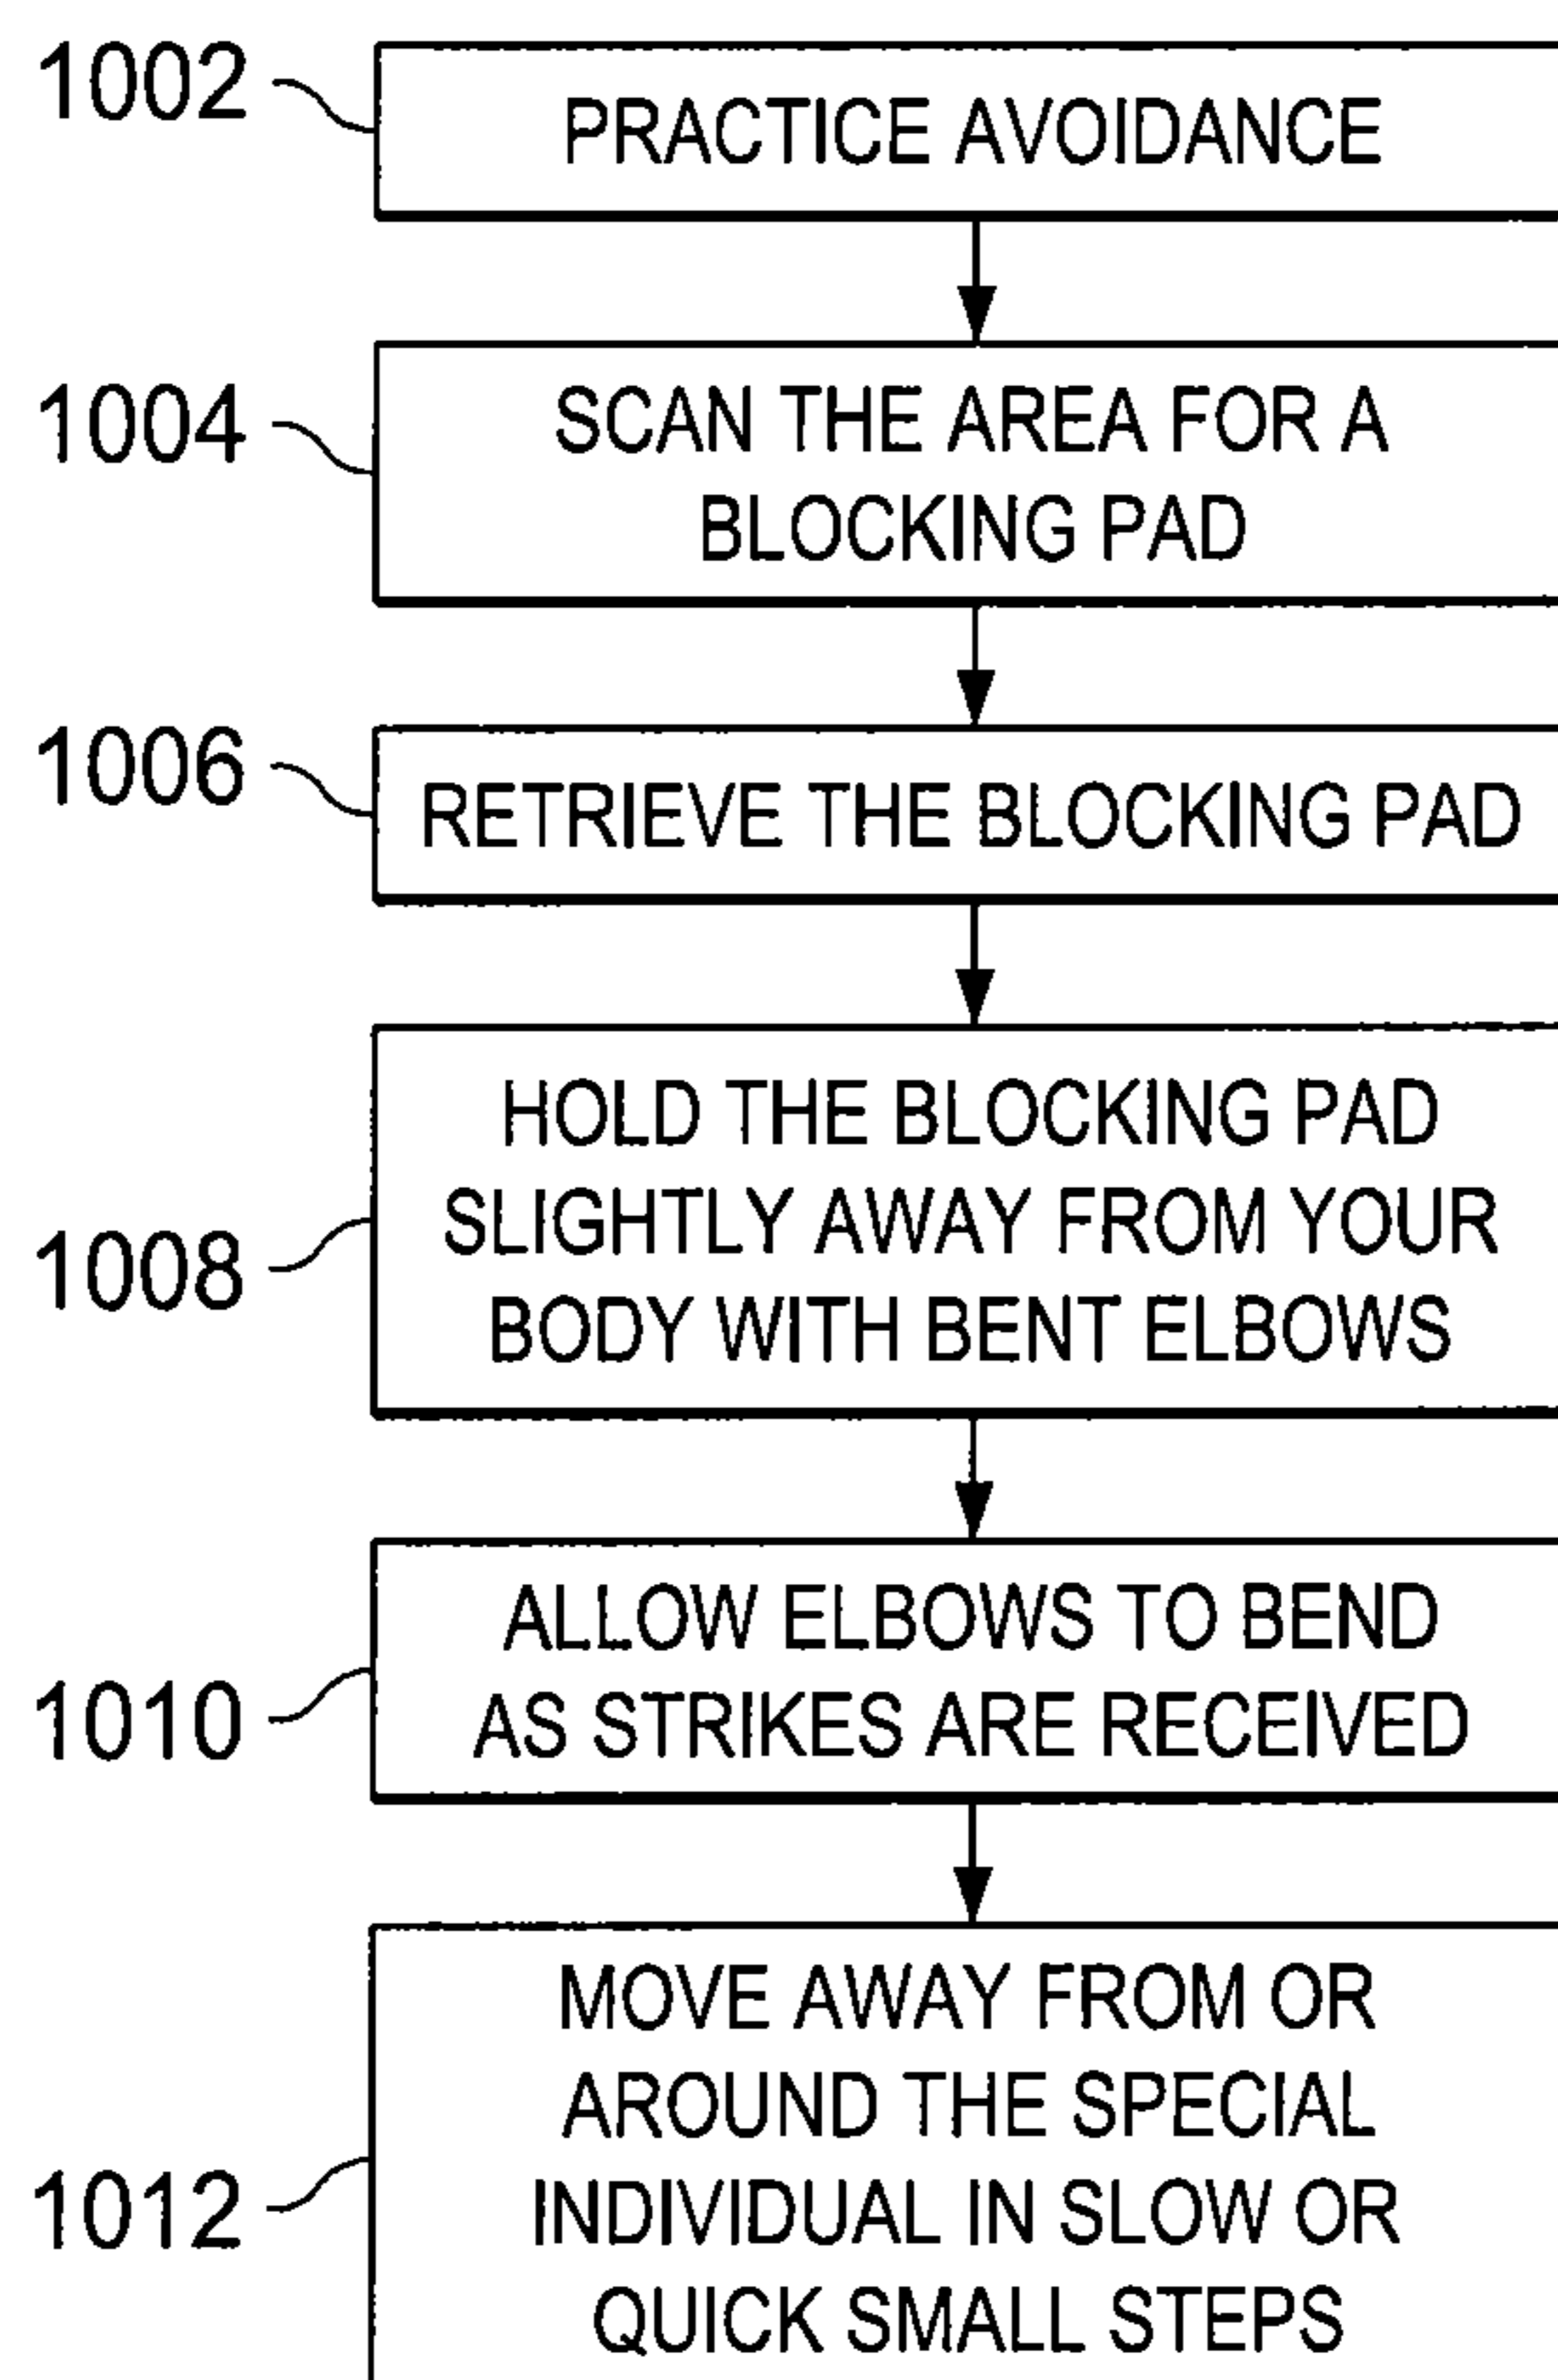 1002
PRACTICE AVOIDANCE
1004
SCAN THE AREA FOR A
BLOCKING PAD
1006
RETRIEVE THE BLOCKING PAD
1008
HOLD THE BLOCKING PAD
SLIGHTLY AWAY FROM YOUR
BODY WITH BENT ELBOWS
1010
ALLOW ELBOWS TO BEND
AS STRIKES ARE RECEIVED
1012
MOVE AWAY FROM OR
AROUND THE SPECIAL
INDIVIDUAL IN SLOW OR
QUICK SMALL STEPS